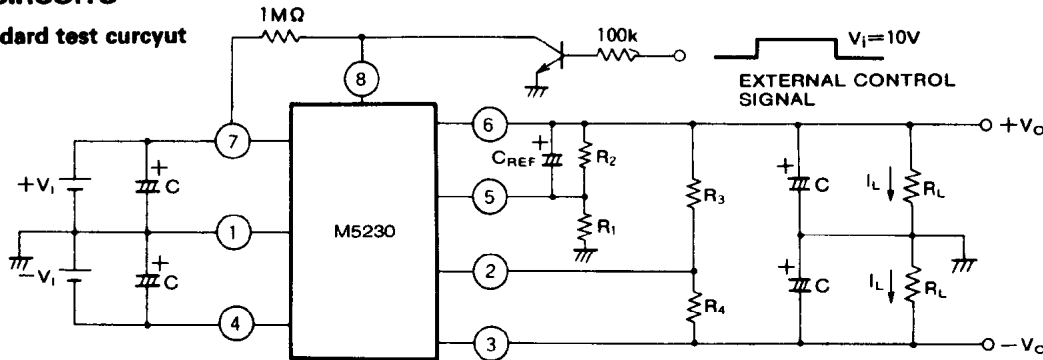 CIRCUITS
dard test curcyut
1MΩ
100k
Vi=10V
8
EXTERNAL CONTROL
SIGNAL
7
6
+VO
+
CREF
R2
+
C
+VI
R3
+
C
IL
RL
5
1
M5230
R1
2
−VI
+
C
+
C
IL
RL
R4
4
3
−VO